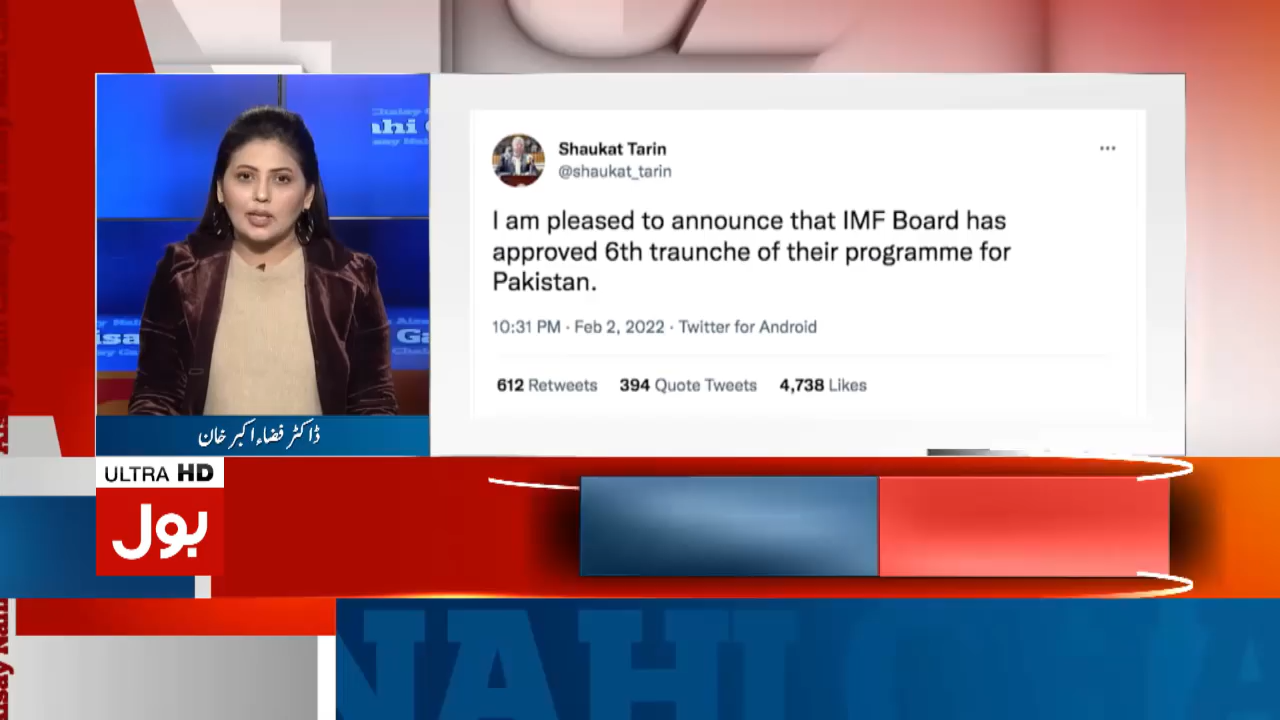 Shaukat Tarin
@shaukat_tarin
I am pleased to announce that IMF Board has
approved 6th traunche of their programme for
Pakistan.
10:31 PM · Feb 2, 2022 · Twitter for Android
612 Retweets 394 Quote Tweets 4,738 Likes
ڈاکٹر فضاء اکبر خان
ULTRA HD
بول
NAHI CHA